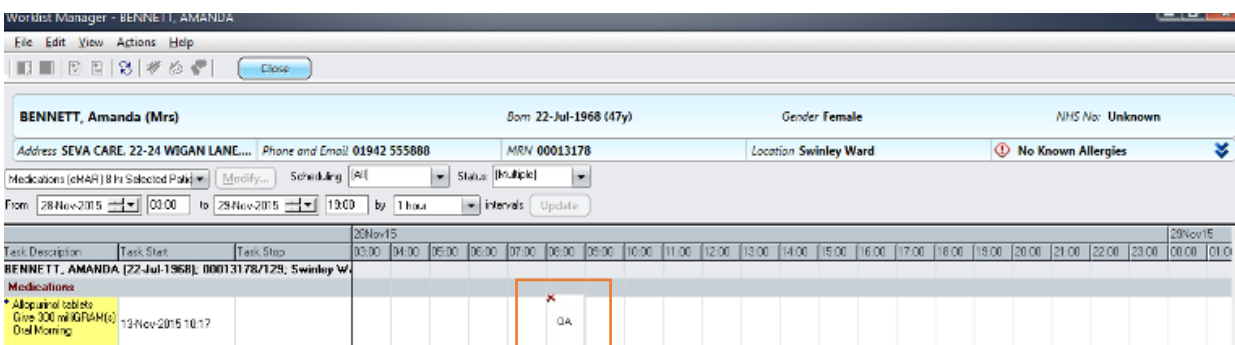 Worklist Manager - BENNETT, AMANDA
File Edit View Actions Help
Close
BENNETT, Amanda (Mrs) Born 22-Jul-1968 (47y) Gender Female NHS No: Unknown
Address SEVA CARE, 22-24 WIGAN LANE,... Phone and Email 01942 555888 MRN 00013178 Location Swinley Ward No Known Allergies
Medications (eMAR) 8 hr Selected Patie Modify... Scheduling (All) Status: (Multiple)
From 28-Nov-2015 03:00 to 29-Nov-2015 19:00 by 1 hour intervals Update
28Nov15 29Nov15
Task Description Task Start Task Stop 03:00 04:00 05:00 06:00 07:00 08:00 09:00 10:00 11:00 12:00 13:00 14:00 15:00 16:00 17:00 18:00 19:00 20:00 21:00 22:00 23:00 00:00 01:0
BENNETT, AMANDA [22-Jul-1968]; 00013178/129; Swinley W
Medications
Allopurinol tablets
Give 300 milliGRAM(s) 13-Nov-2015 10:17 OA
Oral Morning